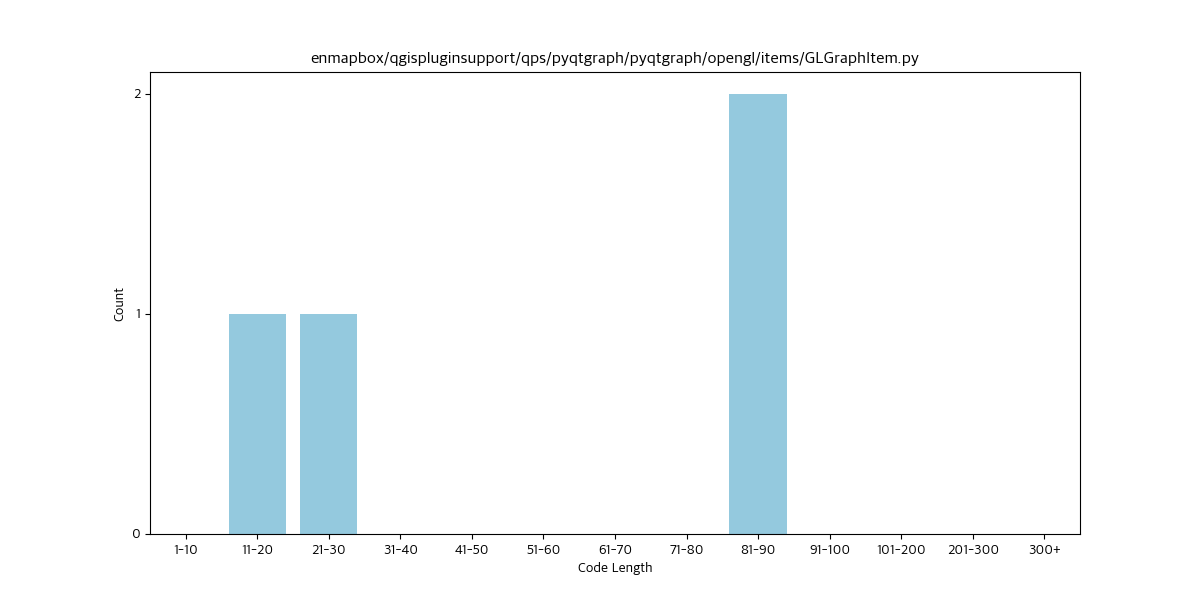 enmapbox/qgispluginsupport/qps/pyqtgraph/pyqtgraph/opengl/items/GLGraphItem.py
2
1
0
Count
1-10 11-20 21-30 31-40 41-50 51-60 61-70 71-80 81-90 91-100 101-200 201-300 300+
Code Length